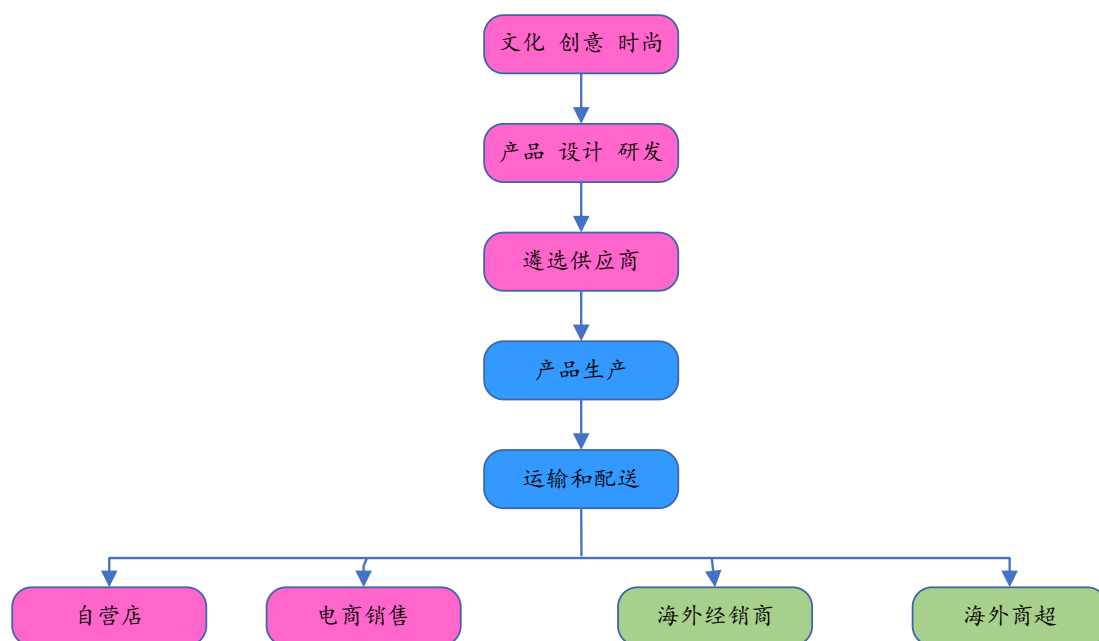 文化 创意 时尚
产品 设计 研发
遴选供应商
产品生产
运输和配送
自营店
电商销售
海外经销商
海外商超